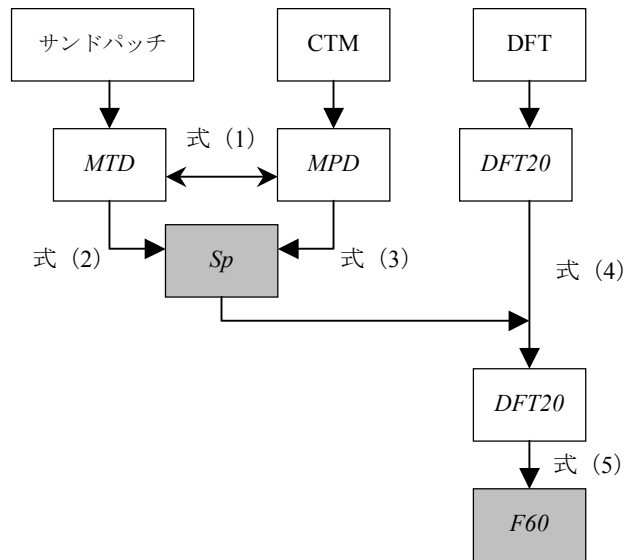 サンドパッチ
CTM
DFT
式（1）
MTD
MPD
DFT20
式（2）
Sp
式（3）
式（4）
DFT20
式（5）
F60